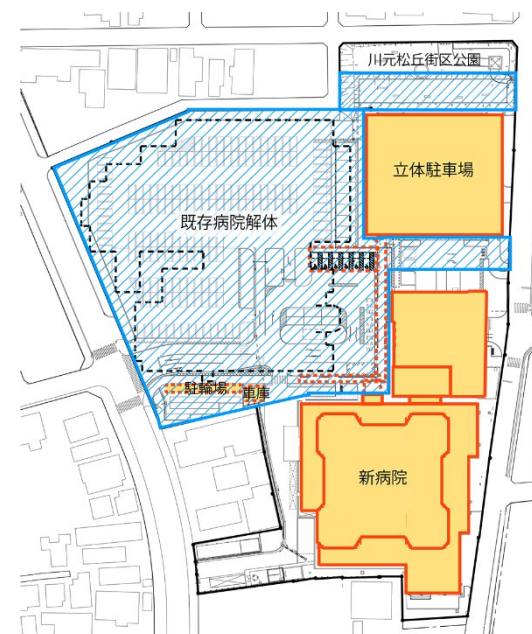 川元松丘街区公園
立体駐車場
既存病院解体
駐輪場
車庫
新病院